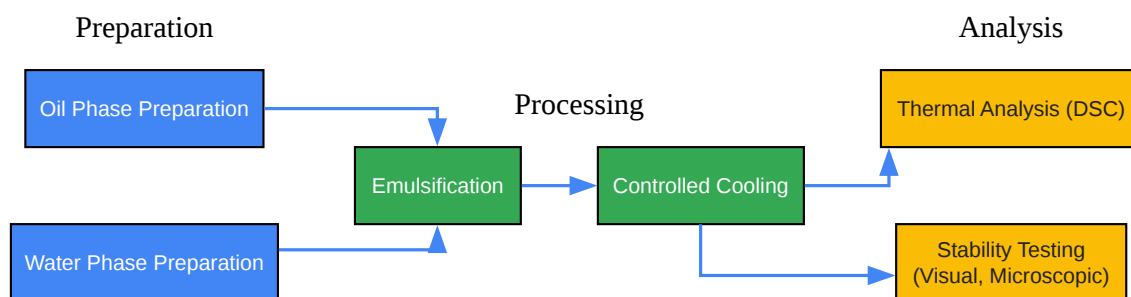 Preparation
Analysis
Oil Phase Preparation
Processing
Thermal Analysis (DSC)
Emulsification
Controlled Cooling
Water Phase Preparation
Stability Testing
(Visual, Microscopic)